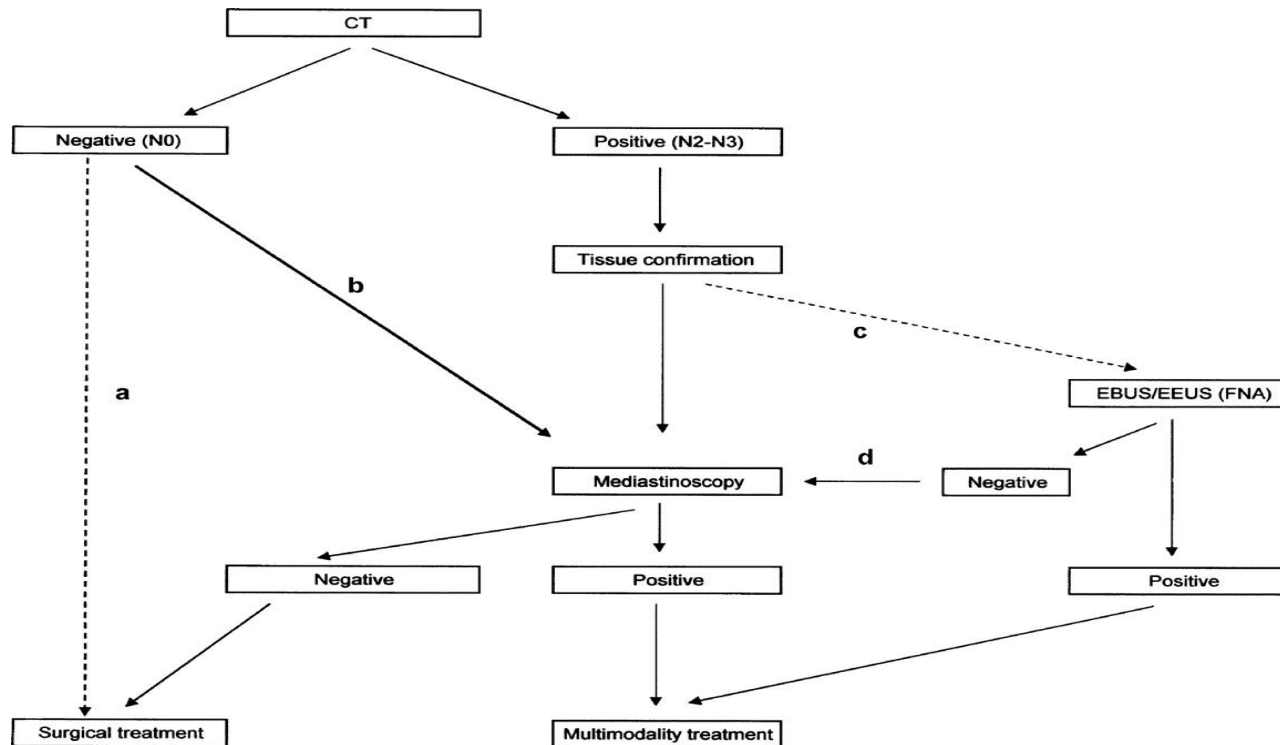 CT
Negative (N0)
Positive (N2-N3)
Tissue confirmation
b
c
a
EBUS/EEUS (FNA)
d
Mediastinoscopy
Negative
Negative
Positive
Positive
Surgical treatment
Multimodality treatment